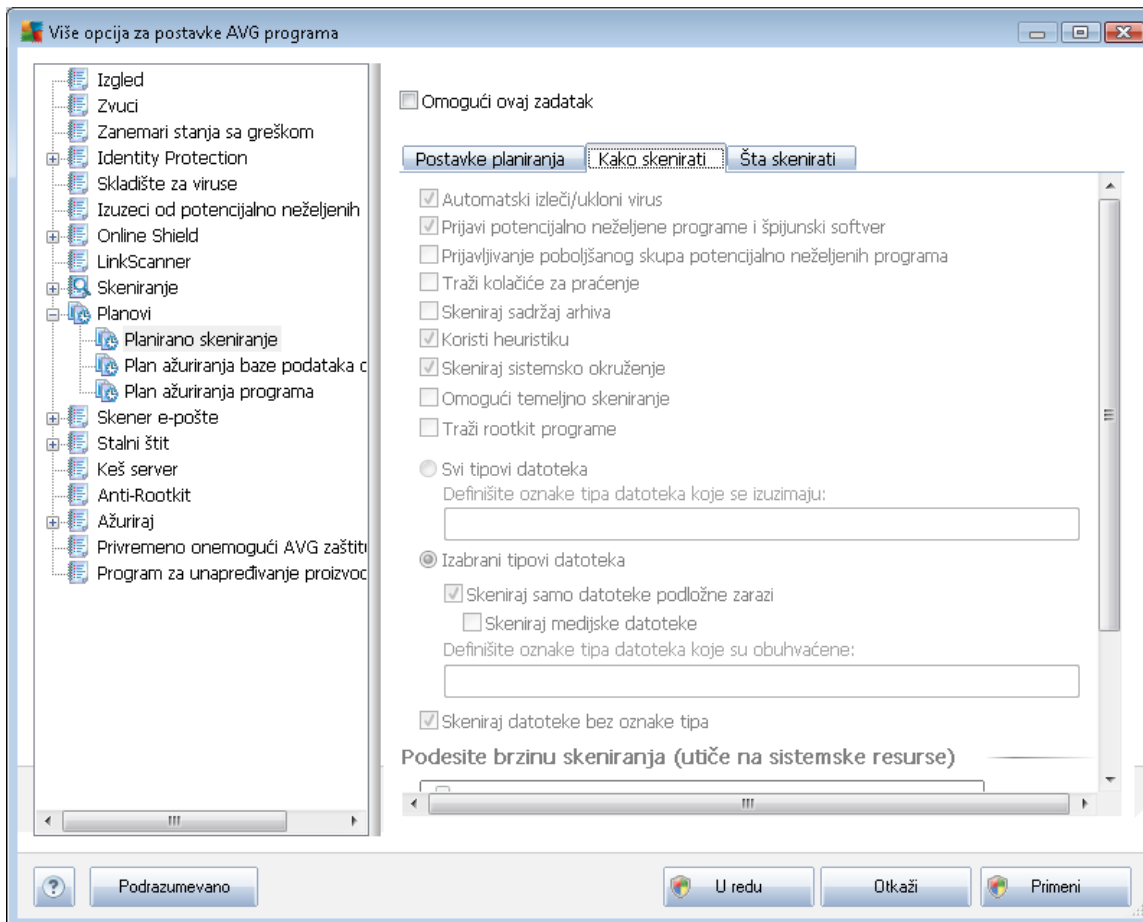 Više opcija za postavke AVG programa
Izgled
Zvuci
Zanemari stanja sa greškom
Identity Protection
Skladište za viruse
Izuzeci od potencijalno neželjenih
Online Shield
LinkScanner
Skeniranje
Planovi
Planirano skeniranje
Plan ažuriranja baze podataka o
Plan ažuriranja programa
Skener e-pošte
Stalni štit
Keš server
Anti-Rootkit
Ažuriraj
Privremeno onemogući AVG zaštitu
Program za unapređivanje proizvod
Omogući ovaj zadatak
Postavke planiranja
Kako skenirati
Šta skenirati
Automatski izleči/ukloni virus
Prijavi potencijalno neželjene programe i špijunski softver
Prijavljivanje poboljšanog skupa potencijalno neželjenih programa
Traži kolačiće za praćenje
Skeniraj sadržaj arhiva
Koristi heuristiku
Skeniraj sistemsko okruženje
Omogući temeljno skeniranje
Traži rootkit programe
Svi tipovi datoteka
Definišite oznake tipa datoteka koje se izuzimaju:
Izabrani tipovi datoteka
Skeniraj samo datoteke podložne zarazi
Skeniraj medijske datoteke
Definišite oznake tipa datoteka koje su obuhvaćene:
Skeniraj datoteke bez oznake tipa
Podesite brzinu skeniranja (utiče na sistemske resurse)
?
Podrazumevano
U redu
Otkaži
Primeni